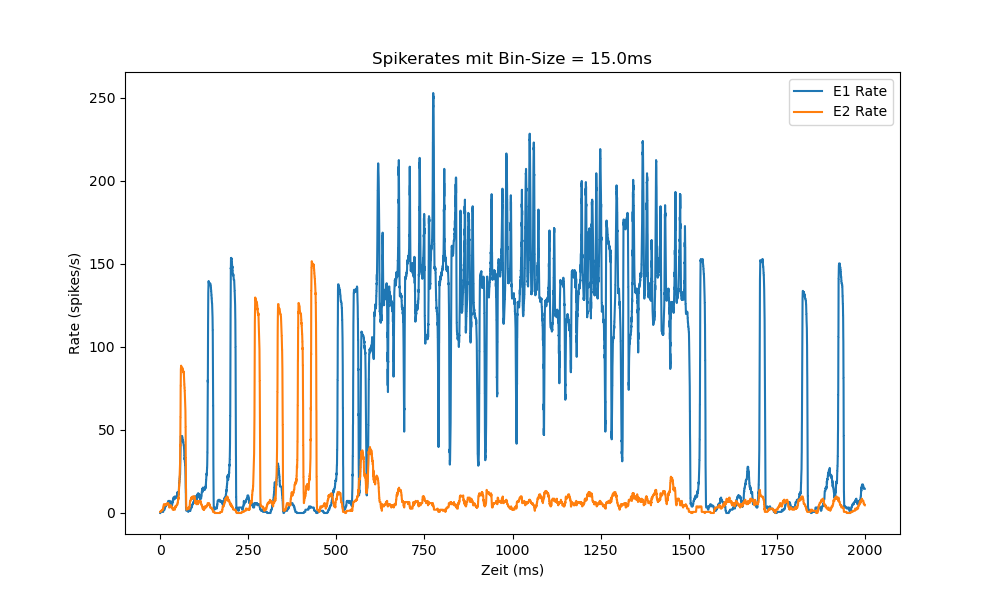 Spikerates mit Bin-Size = 15.0ms
E1 Rate
E2 Rate
250
200
150
100
50
0
Rate (spikes/s)
0 250 500 750 1000 1250 1500 1750 2000
Zeit (ms)